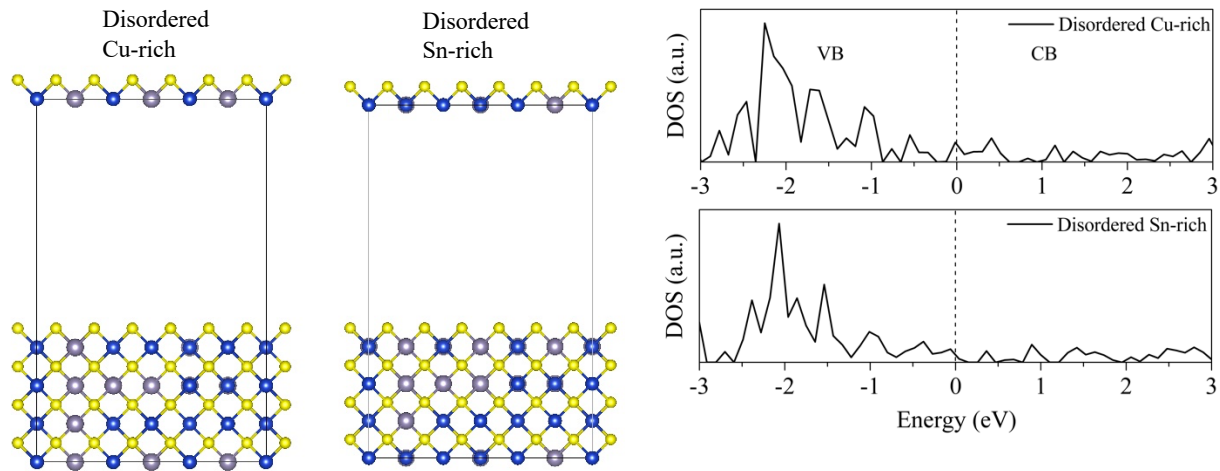 Disordered
Cu-rich
Disordered
Sn-rich
Disordered Cu-rich
VB
CB
DOS (a.u.)
-3 -2 -1 0 1 2 3
Disordered Sn-rich
DOS (a.u.)
-3 -2 -1 0 1 2 3
Energy (eV)